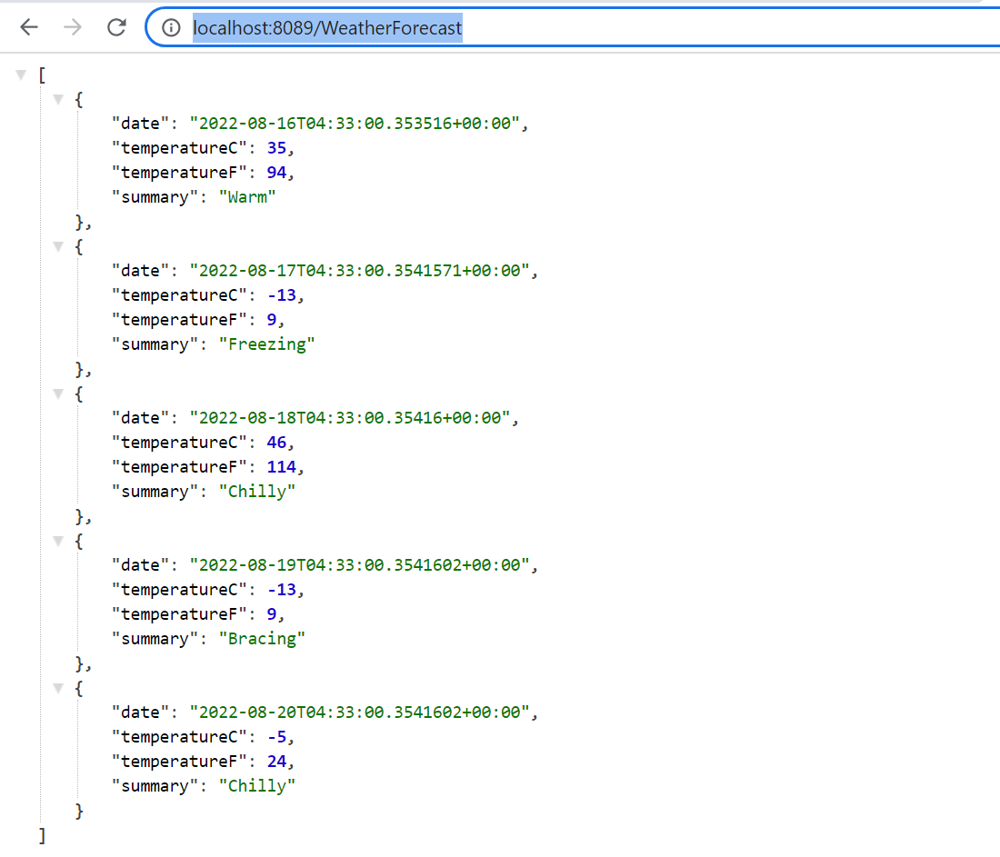 localhost:8089/WeatherForecast
[
{
"date": "2022-08-16T04:33:00.353516+00:00",
"temperatureC": 35,
"temperatureF": 94,
"summary": "Warm"
},
{
"date": "2022-08-17T04:33:00.3541571+00:00",
"temperatureC": -13,
"temperatureF": 9,
"summary": "Freezing"
},
{
"date": "2022-08-18T04:33:00.35416+00:00",
"temperatureC": 46,
"temperatureF": 114,
"summary": "Chilly"
},
{
"date": "2022-08-19T04:33:00.3541602+00:00",
"temperatureC": -13,
"temperatureF": 9,
"summary": "Bracing"
},
{
"date": "2022-08-20T04:33:00.3541602+00:00",
"temperatureC": -5,
"temperatureF": 24,
"summary": "Chilly"
}
]